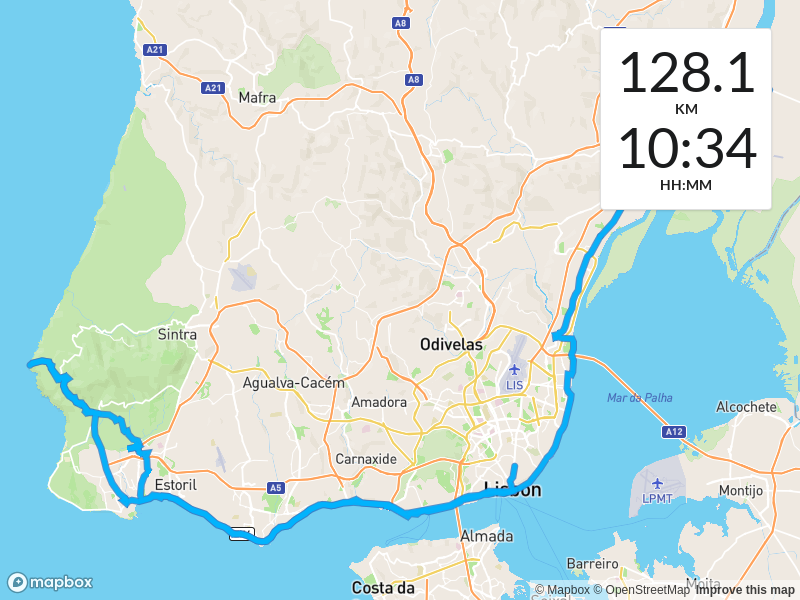 A8
A21
A8
A21
Mafra
128.1
KM
10:34
HH:MM
Sintra
Odivelas
LIS
Agualva-Cacém
Amadora
Mar da Palha
Alcochete
A12
Carnaxide
Estoril
A5
Lisbon
LPMT
Montijo
Almada
Barreiro
Moita
Costa da
mapbox
© Mapbox © OpenStreetMap Improve this map